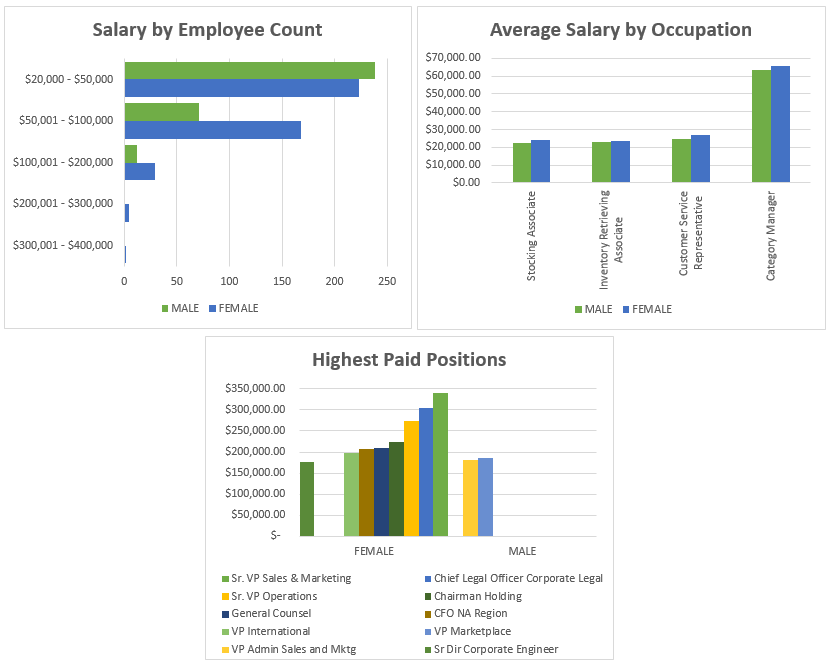 Salary by Employee Count
$20,000 - $50,000
$50,001 - $100,000
$100,001 - $200,000
$200,001 - $300,000
$300,001 - $400,000
0 50 100 150 200 250
MALE FEMALE
Average Salary by Occupation
$70,000.00
$60,000.00
$50,000.00
$40,000.00
$30,000.00
$20,000.00
$10,000.00
$0.00
Stocking Associate
Inventory Retrieving
Associate
Customer Service
Representative
Category Manager
MALE FEMALE
Highest Paid Positions
$350,000.00
$300,000.00
$250,000.00
$200,000.00
$150,000.00
$100,000.00
$50,000.00
$-
FEMALE MALE
Sr. VP Sales & Marketing Chief Legal Officer Corporate Legal
Sr. VP Operations Chairman Holding
General Counsel CFO NA Region
VP International VP Marketplace
VP Admin Sales and Mktg Sr Dir Corporate Engineer